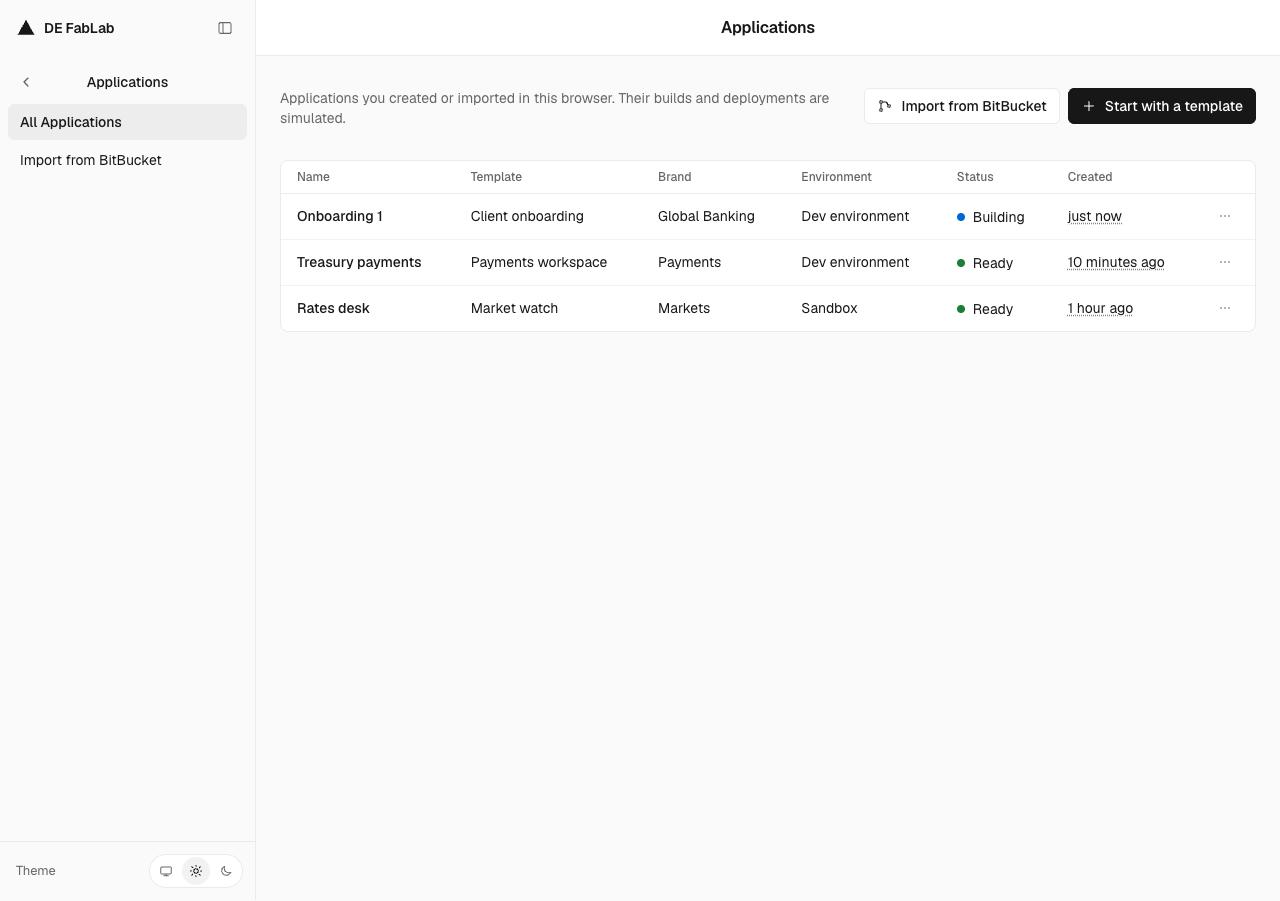 DE FabLab
Applications
Applications
All Applications
Import from BitBucket
Applications you created or imported in this browser. Their builds and deployments are
simulated.
Import from BitBucket
Start with a template
Name Template Brand Environment Status Created
Onboarding 1 Client onboarding Global Banking Dev environment Building just now
Treasury payments Payments workspace Payments Dev environment Ready 10 minutes ago
Rates desk Market watch Markets Sandbox Ready 1 hour ago
Theme